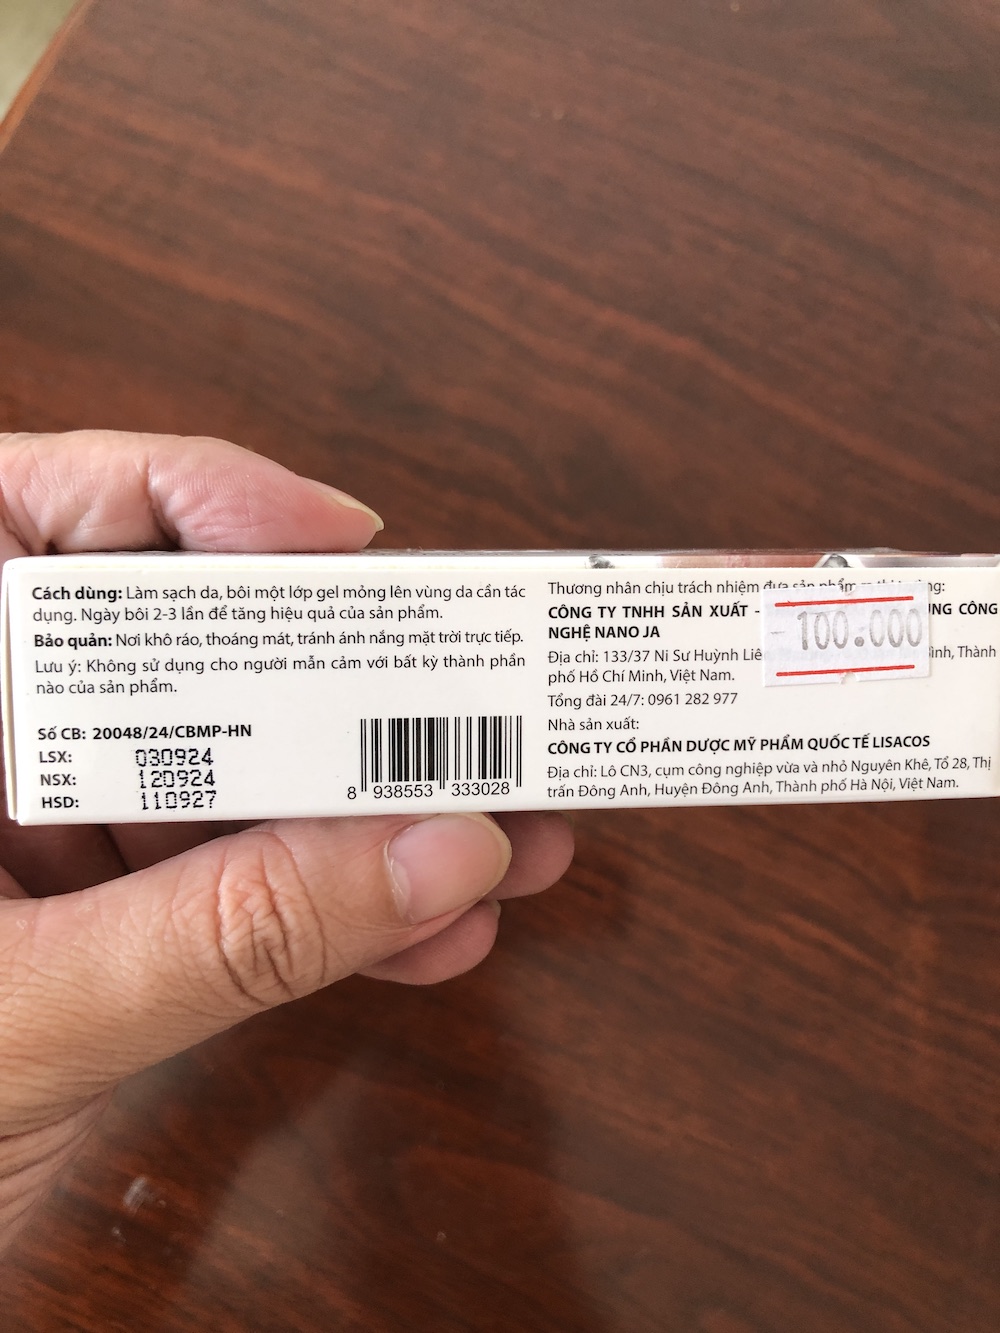 Cách dùng: Làm sạch da, bôi một lớp gel mỏng lên vùng da cần tác
dụng. Ngày bôi 2-3 lần để tăng hiệu quả của sản phẩm.
Bảo quản: Nơi khô ráo, thoáng mát, tránh ánh nắng mặt trời trực tiếp.
Lưu ý: Không sử dụng cho người mẫn cảm với bất kỳ thành phần
nào của sản phẩm.
Số CB: 20048/24/CBMP-HN
LSX: 030924
NSX: 120924
HSD: 110927
8 938553 333028
Thương nhân chịu trách nhiệm đưa sản phẩm
CÔNG TY TNHH SẢN XUẤT - CÔNG
NGHỆ NANO JA
100.000
Địa chỉ: 133/37 Ni Sư Huỳnh Thành
phố Hồ Chí Minh, Việt Nam.
Tổng đài 24/7: 0961 282 977
Nhà sản xuất:
CÔNG TY CỔ PHẦN DƯỢC MỸ PHẨM QUỐC TẾ LISACOS
Địa chỉ: Lô CN3, cụm công nghiệp vừa và nhỏ Nguyên Khê, Tổ 28, Thị
trấn Đông Anh, Huyện Đông Anh, Thành phố Hà Nội, Việt Nam.